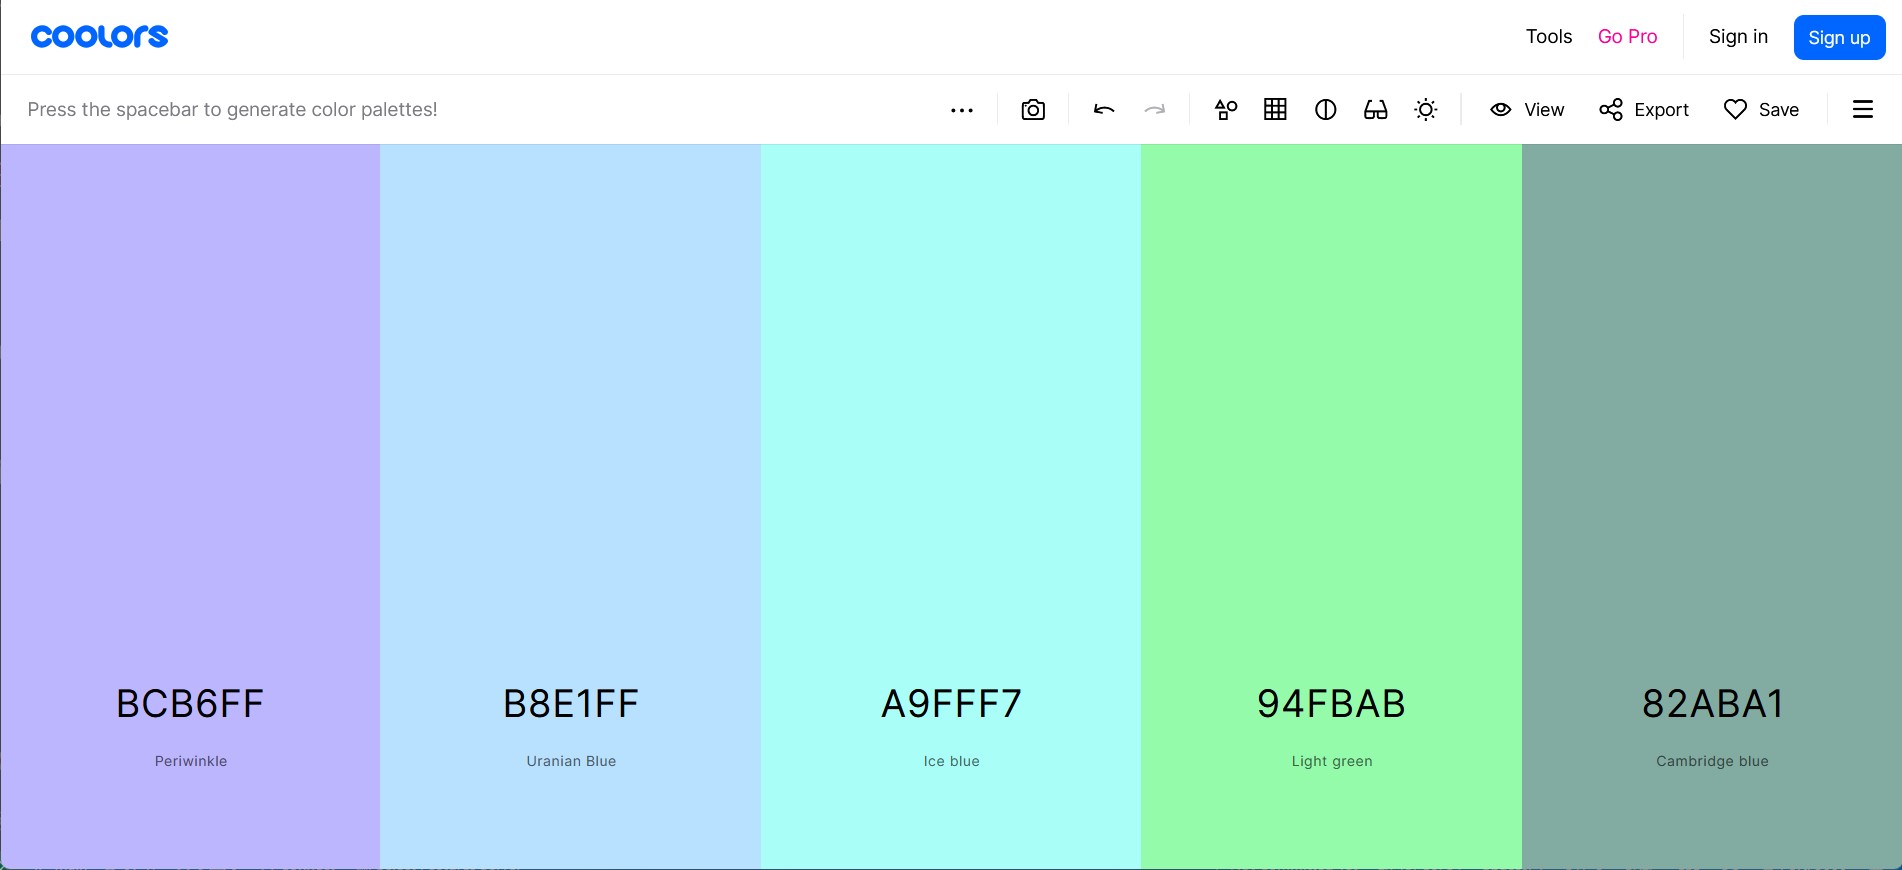 coolors
Tools Go Pro Sign in Sign up
Press the spacebar to generate color palettes!
View Export Save
BCB6FF B8E1FF A9FFF7 94FBAB 82ABA1
Periwinkle Uranian Blue Ice blue Light green Cambridge blue